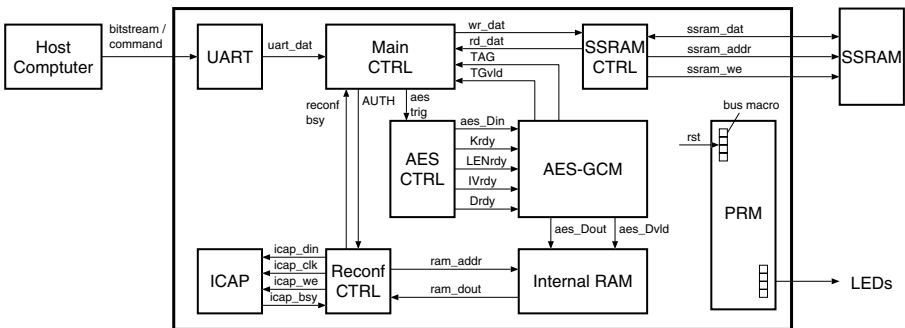 Host
Comptuter
bitstream /
command
UART
uart_dat
Main
CTRL
wr_dat
rd_dat
TAG
TGvld
SSRAM
CTRL
ssram_dat
ssram_addr
ssram_we
SSRAM
reconf
bsy
AUTH
aes
trig
AES
CTRL
aes_Din
Krdy
LENrdy
IVrdy
Drdy
AES-GCM
bus macro
rst
PRM
aes_Dout
aes_Dvld
ICAP
icap_din
icap_clk
icap_we
icap_bsy
Reconf
CTRL
ram_addr
ram_dout
Internal RAM
LEDs